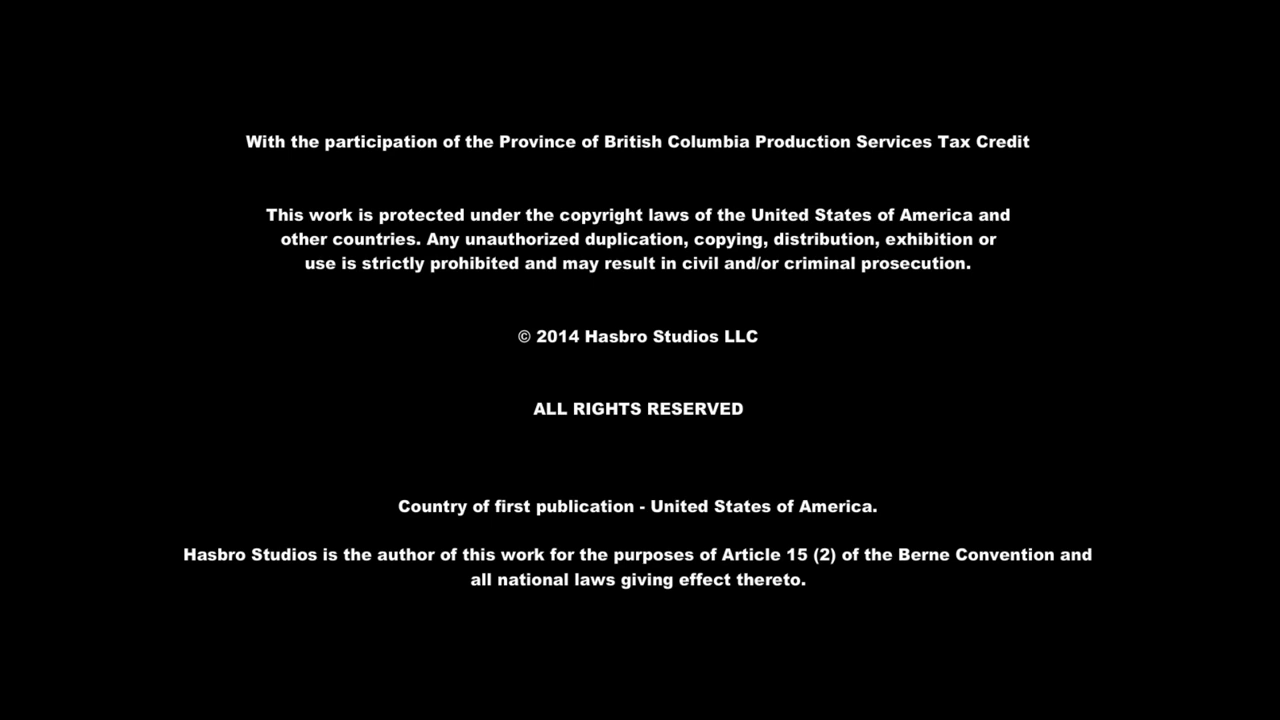 With the participation of the Province of British Columbia Production Services Tax Credit
This work is protected under the copyright laws of the United States of America and
other countries. Any unauthorized duplication, copying, distribution, exhibition or
use is strictly prohibited and may result in civil and/or criminal prosecution.
© 2014 Hasbro Studios LLC
ALL RIGHTS RESERVED
Country of first publication - United States of America.
Hasbro Studios is the author of this work for the purposes of Article 15 (2) of the Berne Convention and
all national laws giving effect thereto.